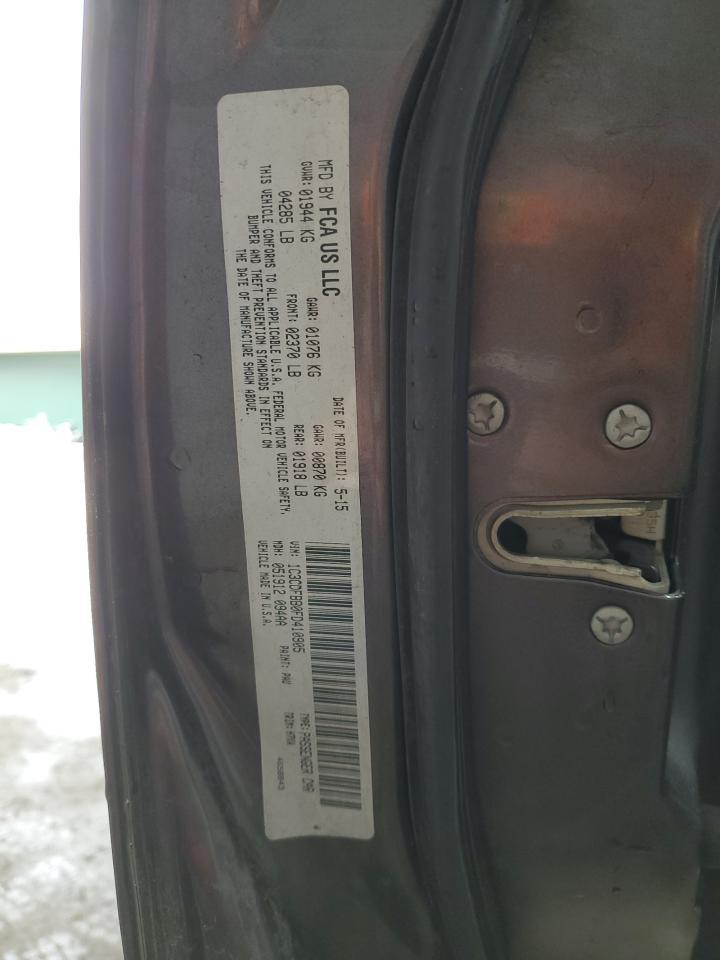 MFD BY FCA US LLC
DATE OF MFR(BUILT): 5-15
GVWR: 01944 KG
04285 LB
GAWR: 01076 KG
FRONT: 02370 LB
GAWR: 00870 KG
REAR: 01918 LB
THIS VEHICLE CONFORMS TO ALL APPLICABLE U.S.A. FEDERAL MOTOR VEHICLE SAFETY,
BUMPER AND THEFT PREVENTION STANDARDS IN EFFECT ON
THE DATE OF MANUFACTURE SHOWN ABOVE.
VIN: 1C3CDFBB0FD410905
TYPE: PASSENGER CAR
MDH: 051912 094AA
PAINT: PAU
VEHICLE MADE IN U.S.A.